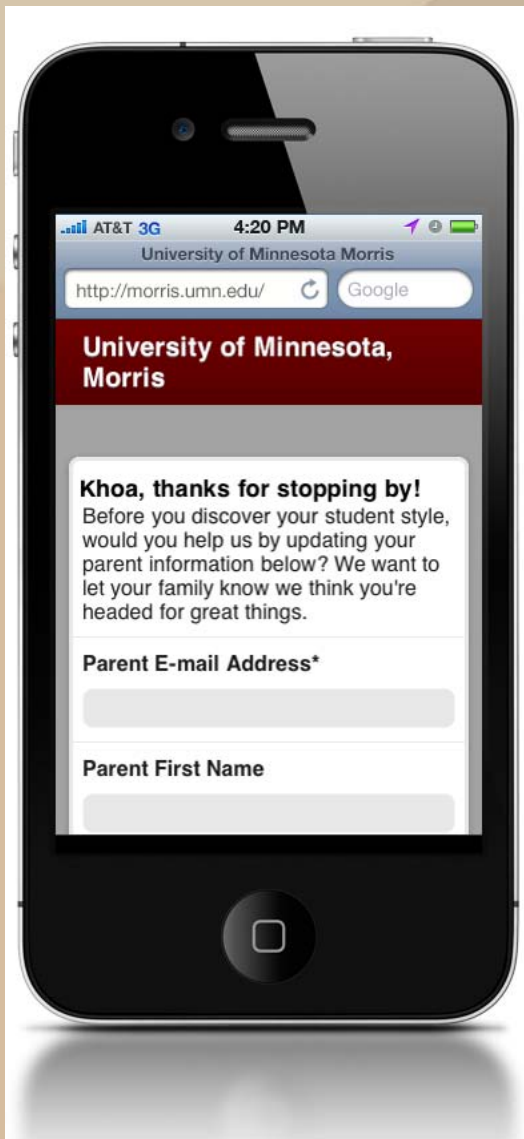 AT&T 3G 4:20 PM
University of Minnesota Morris
http://morris.umn.edu/ Google
University of Minnesota,
Morris
Khoa, thanks for stopping by!
Before you discover your student style,
would you help us by updating your
parent information below? We want to
let your family know we think you're
headed for great things.
Parent E-mail Address*
Parent First Name